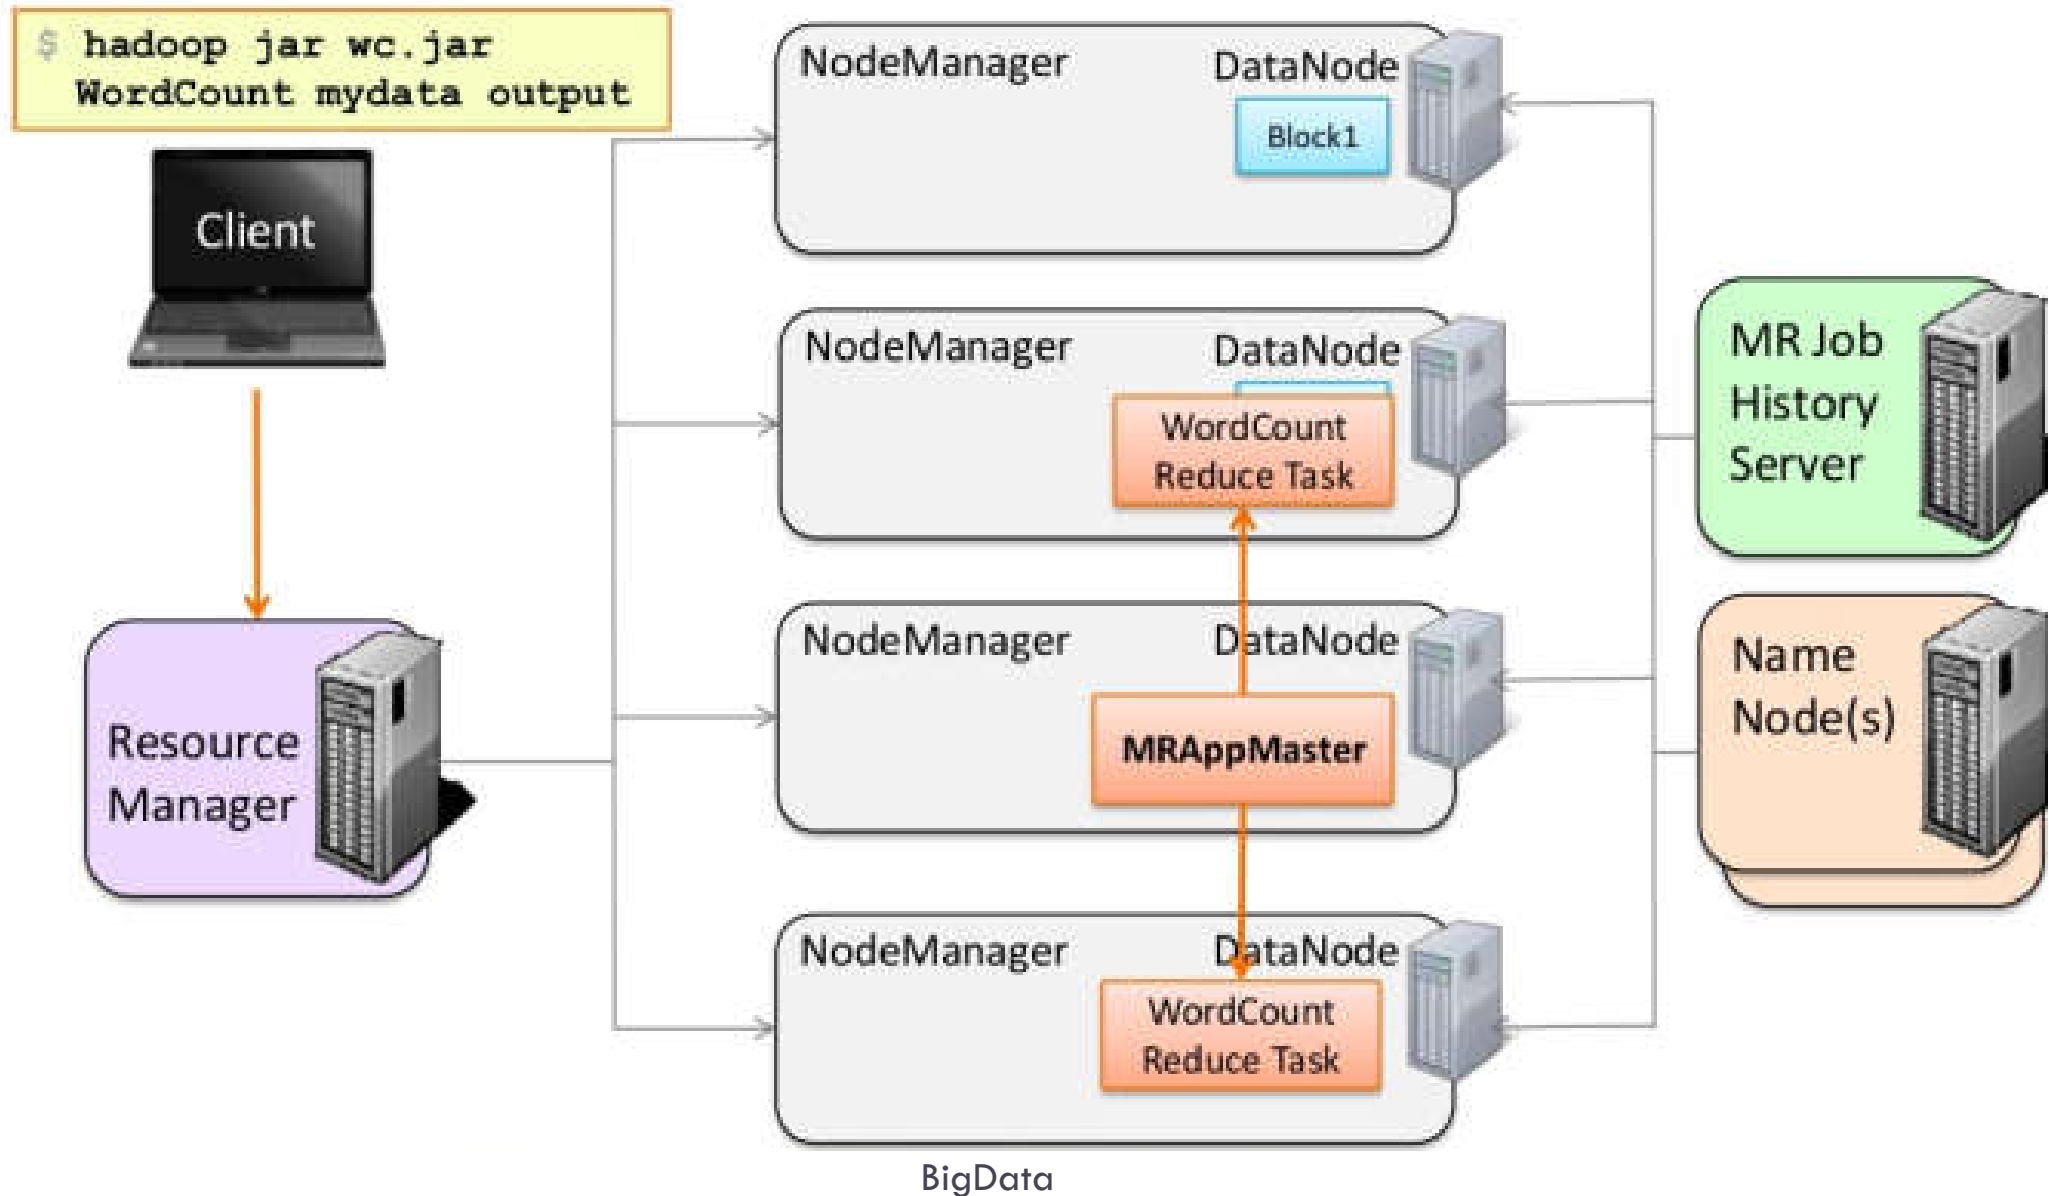 $ hadoop jar wc.jar
WordCount mydata output
Client
Resource
Manager
NodeManager DataNode
Block1
NodeManager DataNode
WordCount
Reduce Task
NodeManager DataNode
MRAppMaster
NodeManager DataNode
WordCount
Reduce Task
MR Job
History
Server
Name
Node(s)
BigData